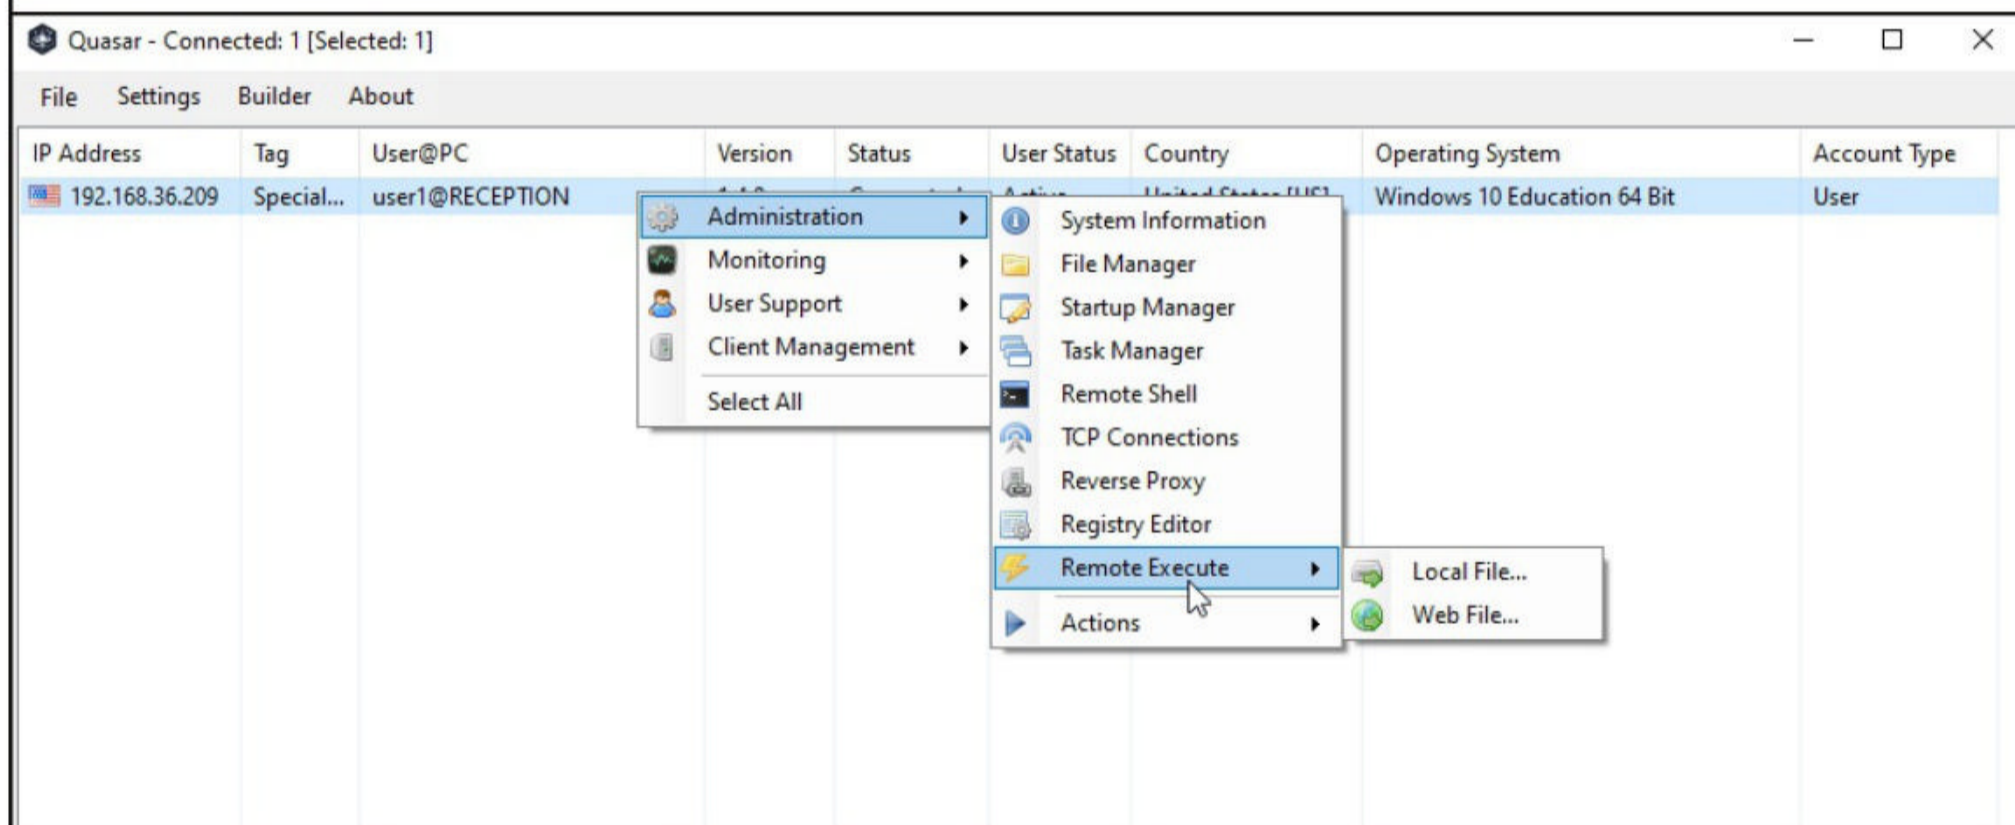 Quasar - Connected: 1 [Selected: 1]
File Settings Builder About
IP Address Tag User@PC Version Status User Status Country Operating System Account Type
192.168.36.209 Special... user1@RECEPTION Windows 10 Education 64 Bit User
Administration
Monitoring
User Support
Client Management
Select All
System Information
File Manager
Startup Manager
Task Manager
Remote Shell
TCP Connections
Reverse Proxy
Registry Editor
Remote Execute
Actions
Local File...
Web File...